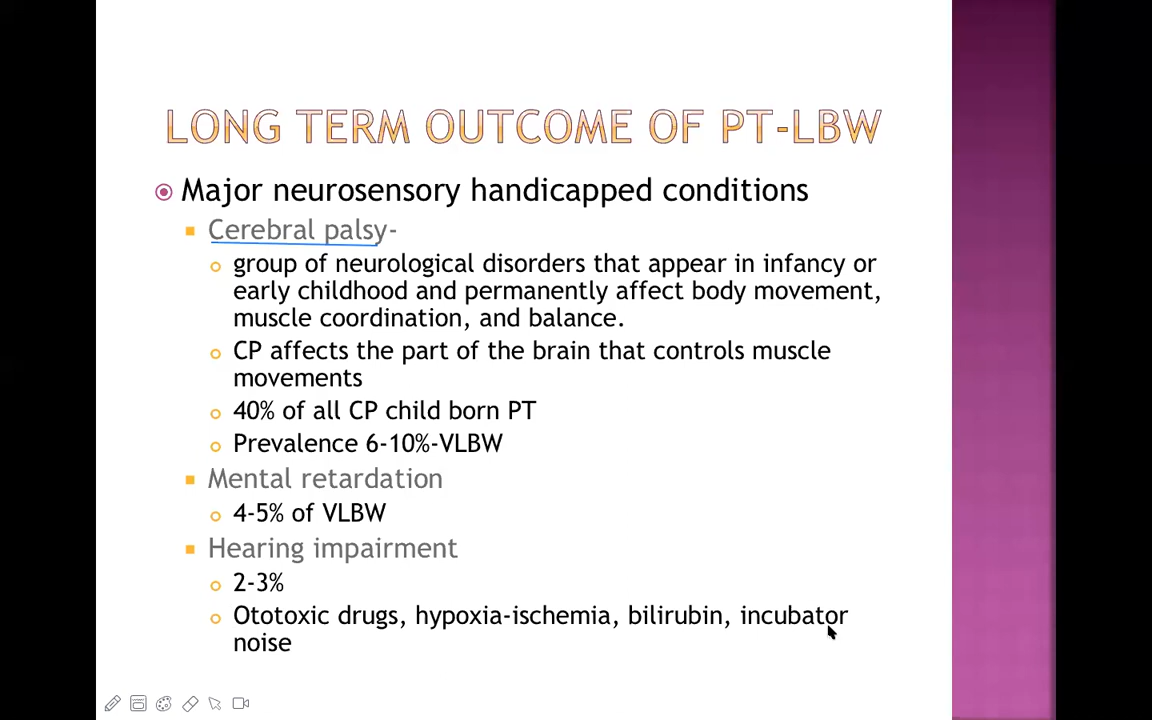 LONG TERM OUTCOME OF PT-LBW
Major neurosensory handicapped conditions
Cerebral palsy-
group of neurological disorders that appear in infancy or
early childhood and permanently affect body movement,
muscle coordination, and balance.
CP affects the part of the brain that controls muscle
movements
40% of all CP child born PT
Prevalence 6-10%-VLBW
Mental retardation
4-5% of VLBW
Hearing impairment
2-3%
Ototoxic drugs, hypoxia-ischemia, bilirubin, incubator
noise